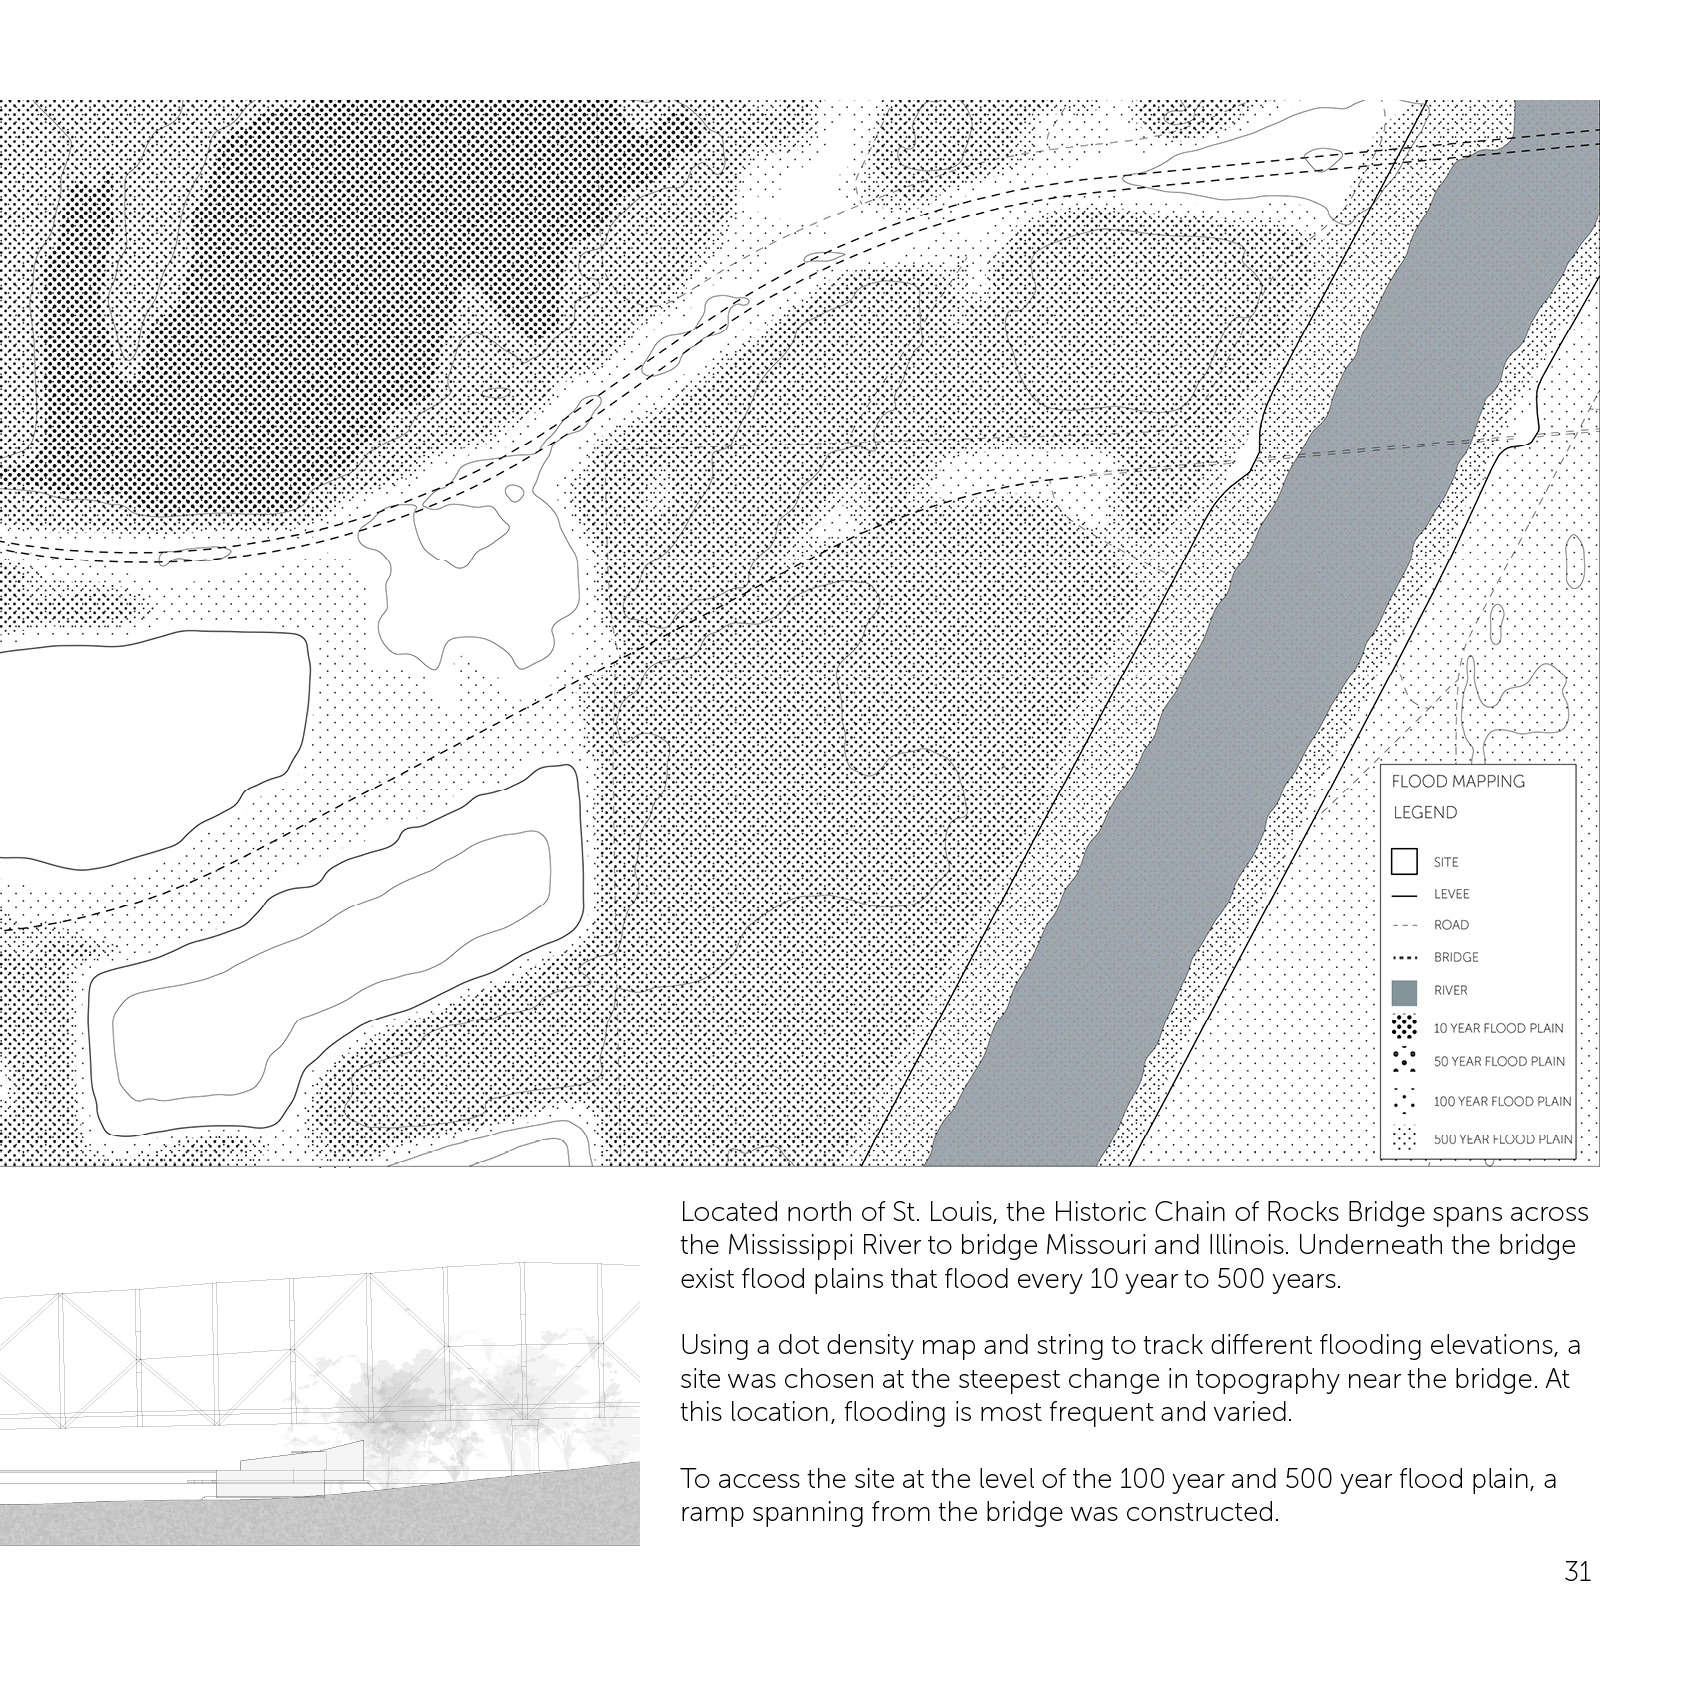 FLOOD MAPPING
LEGEND
SITE
LEVEE
ROAD
BRIDGE
RIVER
10 YEAR FLOOD PLAIN
50 YEAR FLOOD PLAIN
100 YEAR FLOOD PLAIN
500 YEAR FLOOD PLAIN
Located north of St. Louis, the Historic Chain of Rocks Bridge spans across
the Mississippi River to bridge Missouri and Illinois. Underneath the bridge
exist flood plains that flood every 10 year to 500 years.
Using a dot density map and string to track different flooding elevations, a
site was chosen at the steepest change in topography near the bridge. At
this location, flooding is most frequent and varied.
To access the site at the level of the 100 year and 500 year flood plain, a
ramp spanning from the bridge was constructed.
31